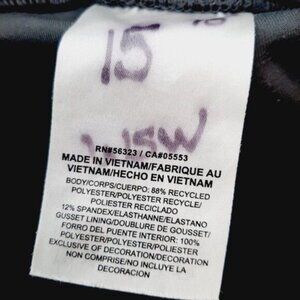 15
RN#56323 / CA#05553
MADE IN VIETNAM/FABRIQUE AU
VIETNAM/HECHO EN VIETNAM
BODY/CORPS/CUERPO: 88% RECYCLED
POLYESTER/POLYESTER RECYCLE/
POLIESTER RECICLADO
12% SPANDEX/ELASTHANNE/ELASTANO
GUSSET LINING/DOUBLURE DE GOUSSET/
FORRO DEL PUENTE INTERIOR: 100%
POLYESTER/POLYESTER/POLIESTER
EXCLUSIVE OF DECORATION/DECORATION
NON COMPRISE/NO INCLUYE LA
DECORACION